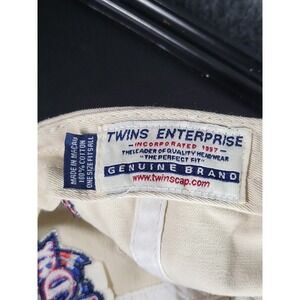 MADE IN MACAU
100% COTTON
ONE SIZE FITS ALL
TWINS ENTERPRISE
INCORPORATED 1997
THE LEADER OF QUALITY HEADWEAR
"THE PERFECT FIT"
GENUINE BRAND
www.twinscap.com